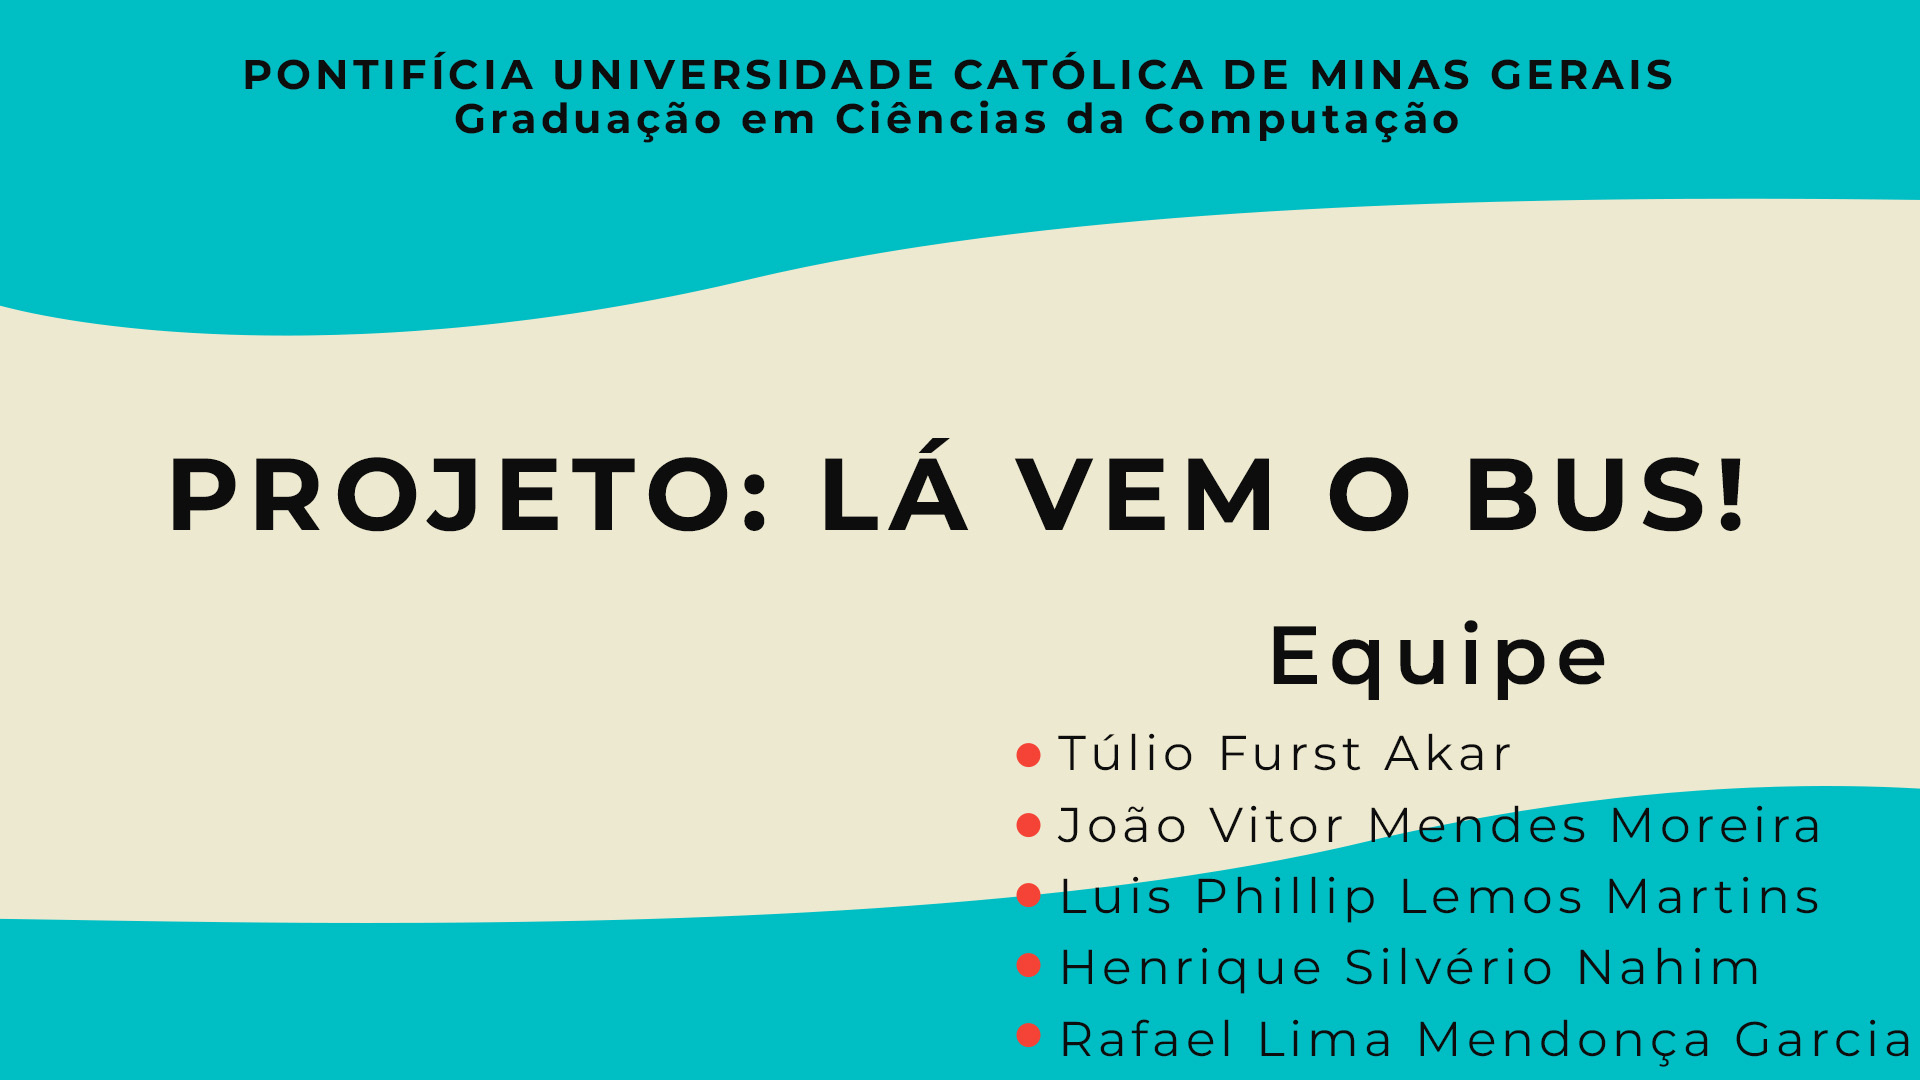 PONTIFÍCIA UNIVERSIDADE CATÓLICA DE MINAS GERAIS
Graduação em Ciências da Computação
PROJETO: LÁ VEM O BUS!
Equipe
Túlio Furst Akar
João Vitor Mendes Moreira
Luis Phillip Lemos Martins
Henrique Silvério Nahim
Rafael Lima Mendonça Garcia